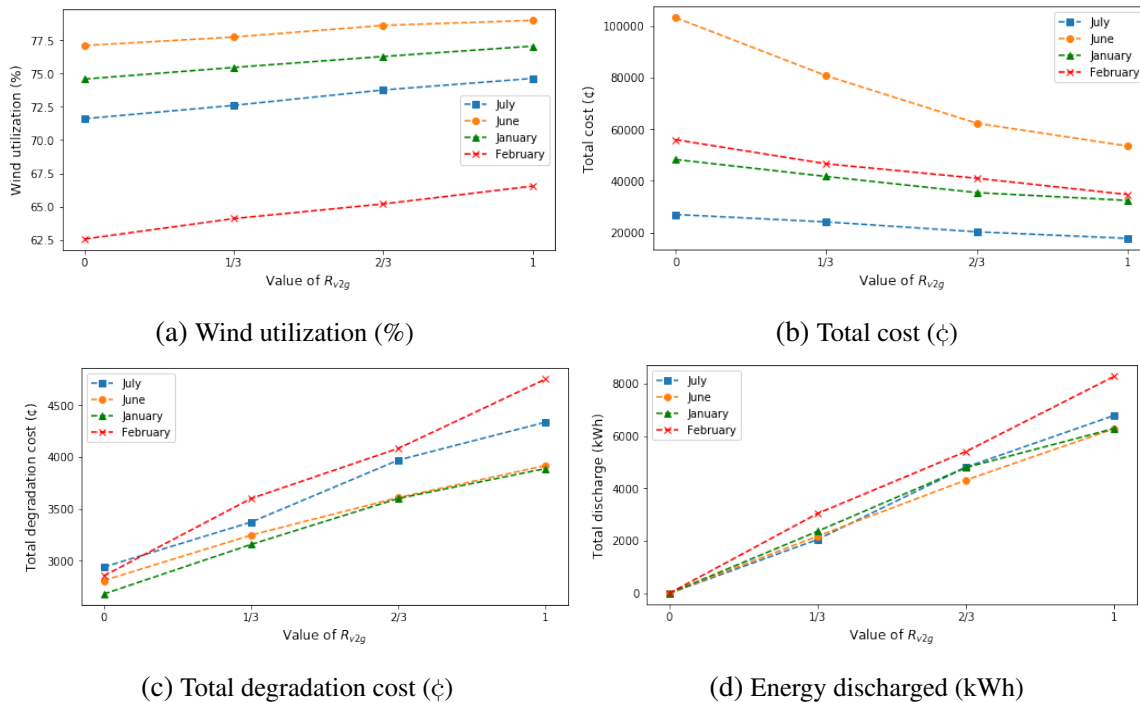 77.5
75.0
72.5
70.0
67.5
65.0
62.5
Wind utilization (%)
July
June
January
February
0 1/3 2/3 1
Value of R_v2g
(a) Wind utilization (%)
100000
80000
60000
40000
20000
Total cost (¢)
July
June
January
February
0 1/3 2/3 1
Value of R_v2g
(b) Total cost (¢)
4500
4000
3500
3000
Total degradation cost (¢)
July
June
January
February
0 1/3 2/3 1
Value of R_v2g
(c) Total degradation cost (¢)
8000
6000
4000
2000
0
Total discharge (kWh)
July
June
January
February
0 1/3 2/3 1
Value of R_v2g
(d) Energy discharged (kWh)